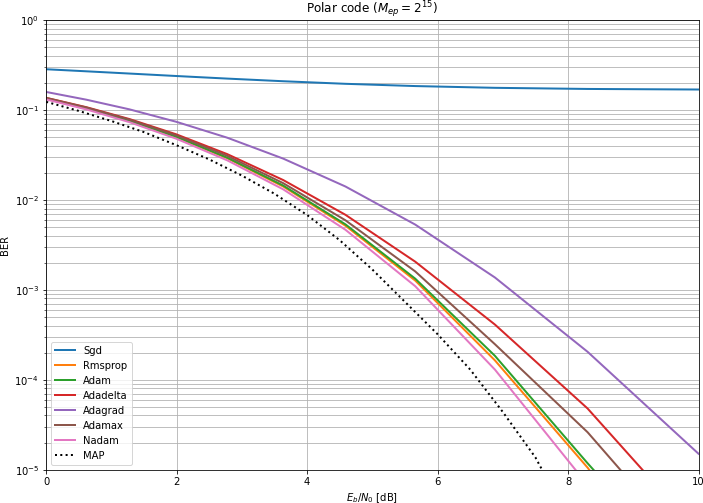 Polar code (M_ep = 2^15)
10^0
10^-1
10^-2
10^-3
10^-4
10^-5
BER
Sgd
Rmsprop
Adam
Adadelta
Adagrad
Adamax
Nadam
MAP
0 2 4 6 8 10
E_b/N_0 [dB]